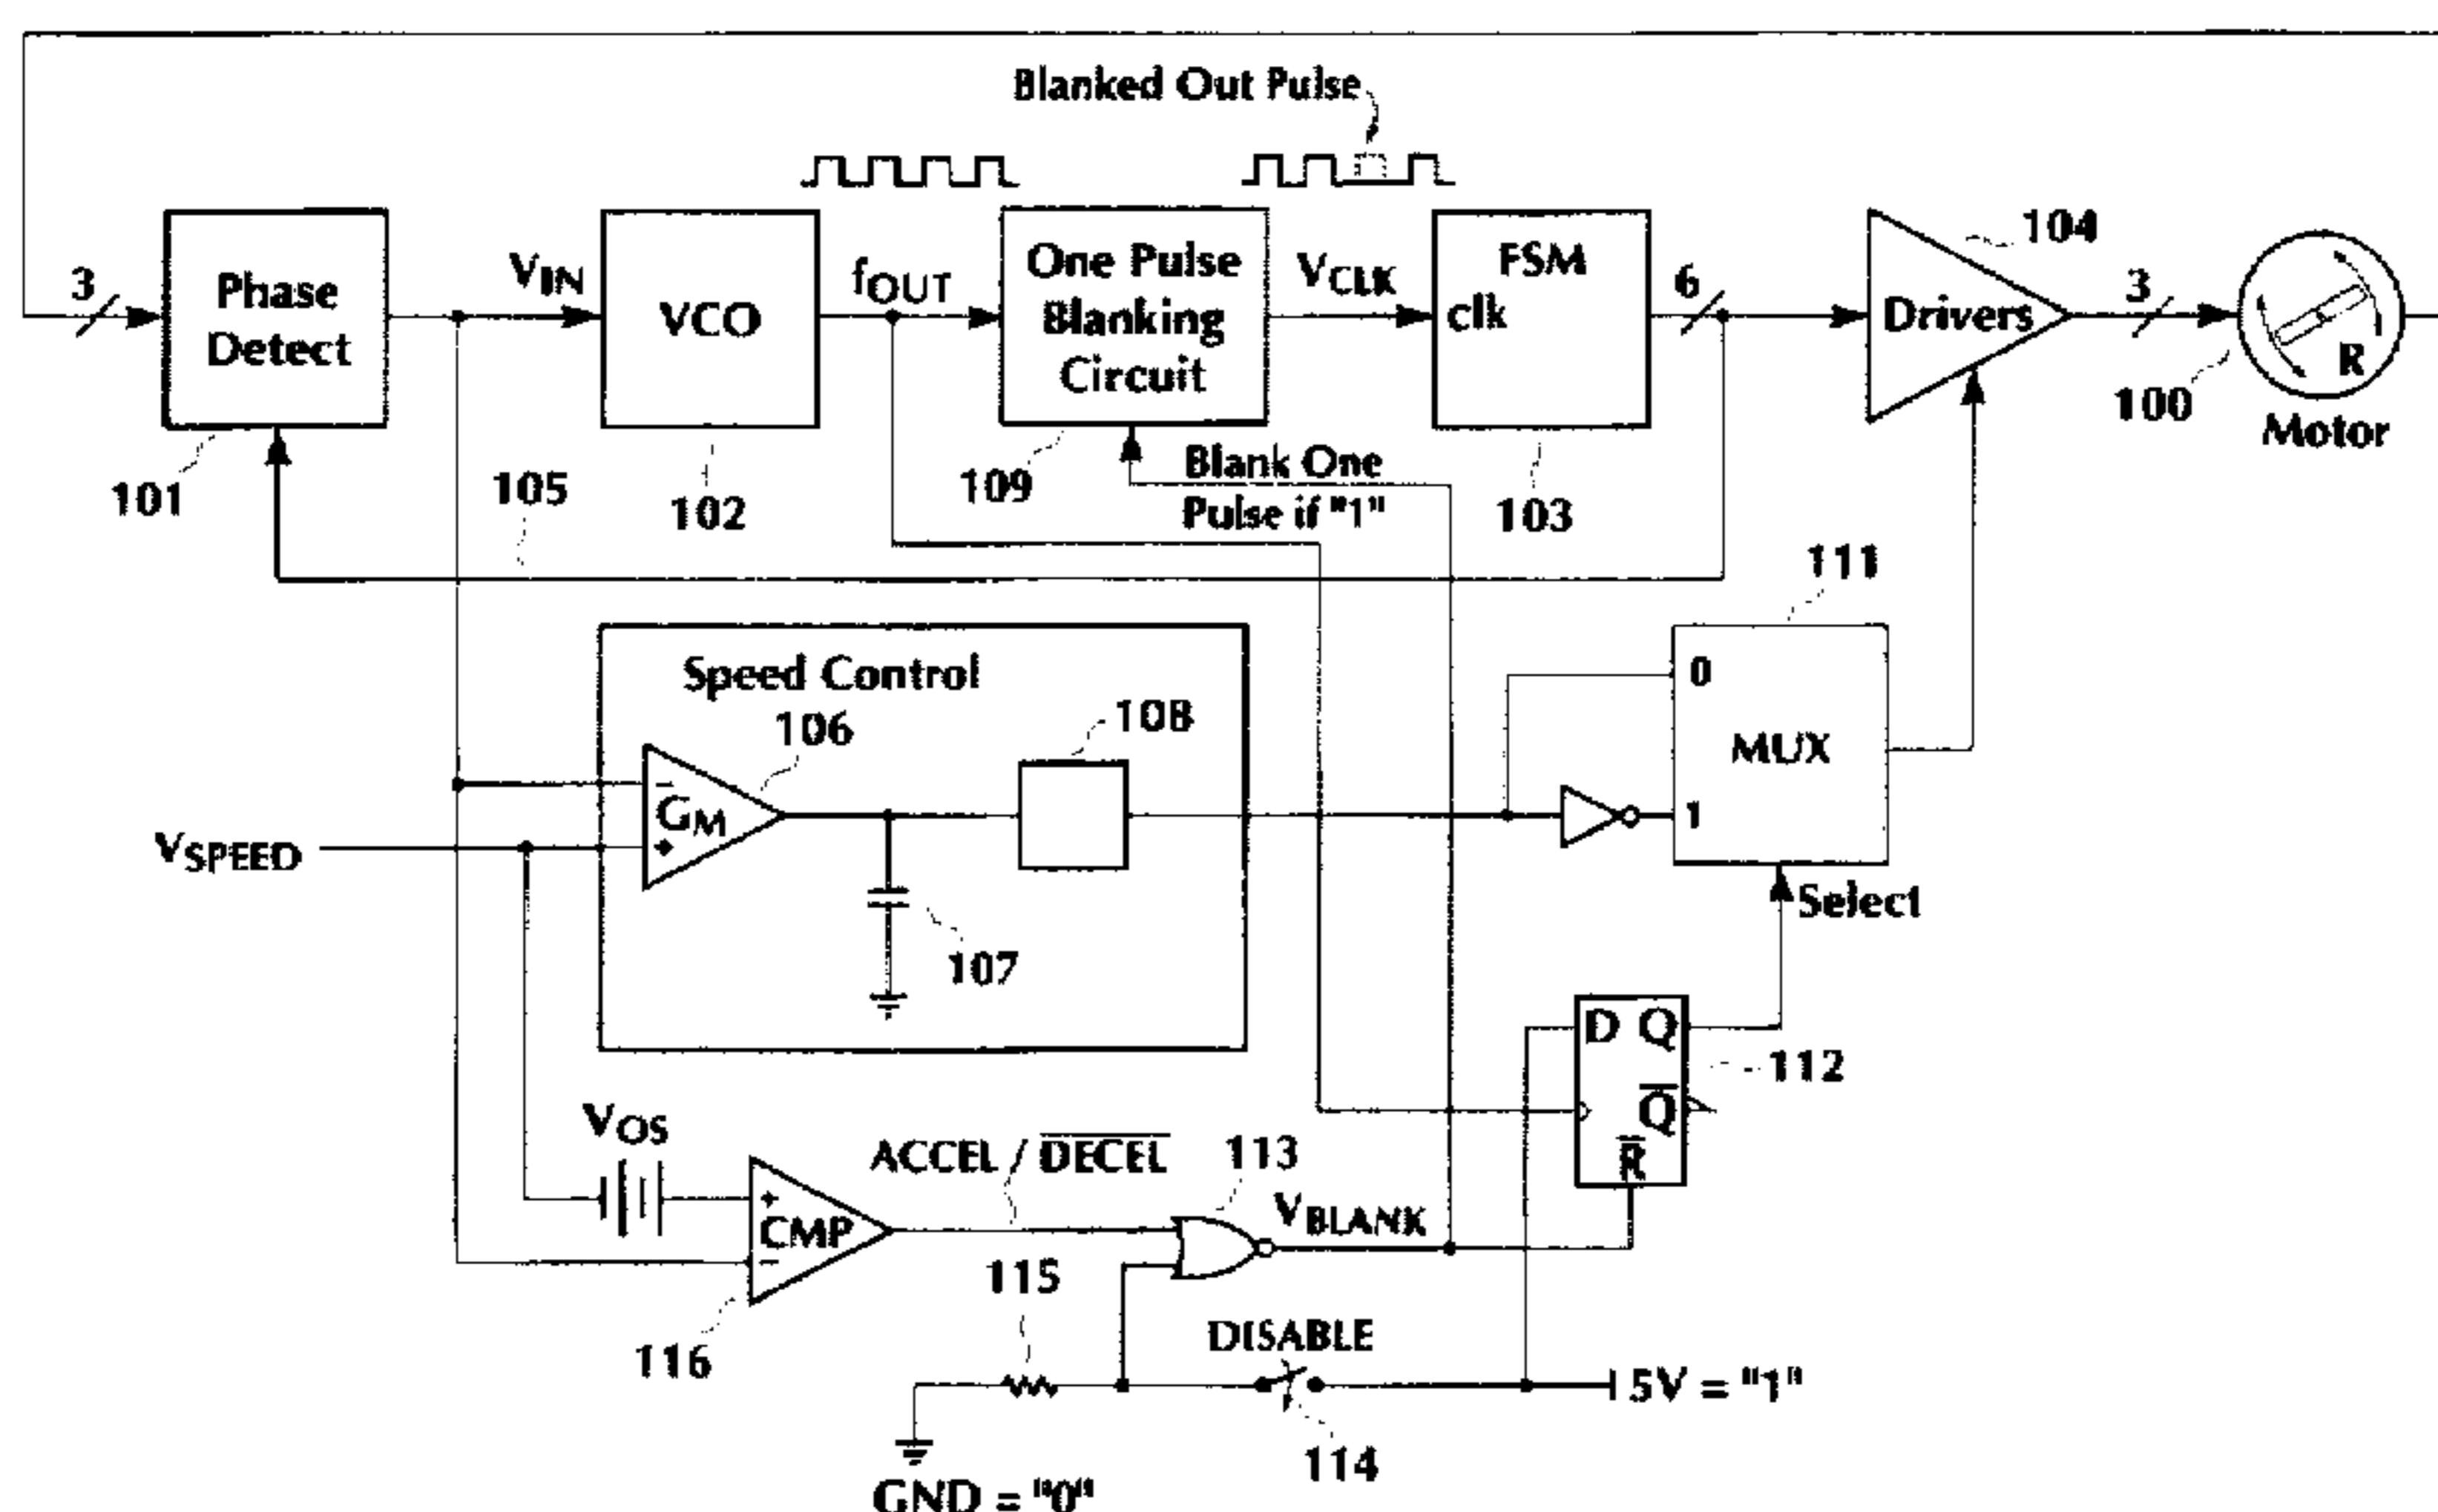 Blanked Out Pulse
3
Phase
Detect
101
VIN
VCO
102
fOUT
One Pulse
Blanking
Circuit
109
VCLK
FSM
clk
103
6
Drivers
104
3
R
100
Motor
105
Blank One
Pulse if "1"
111
Speed Control
106
108
0
MUX
1
GM
−
+
VSPEED
107
Select
D Q
Q̅
R̅
112
VOS
ACCEL / D̅E̅C̅E̅L̅
113
VBLANK
+
CMP
−
115
116
DISABLE
5V = "1"
114
GND = "0"